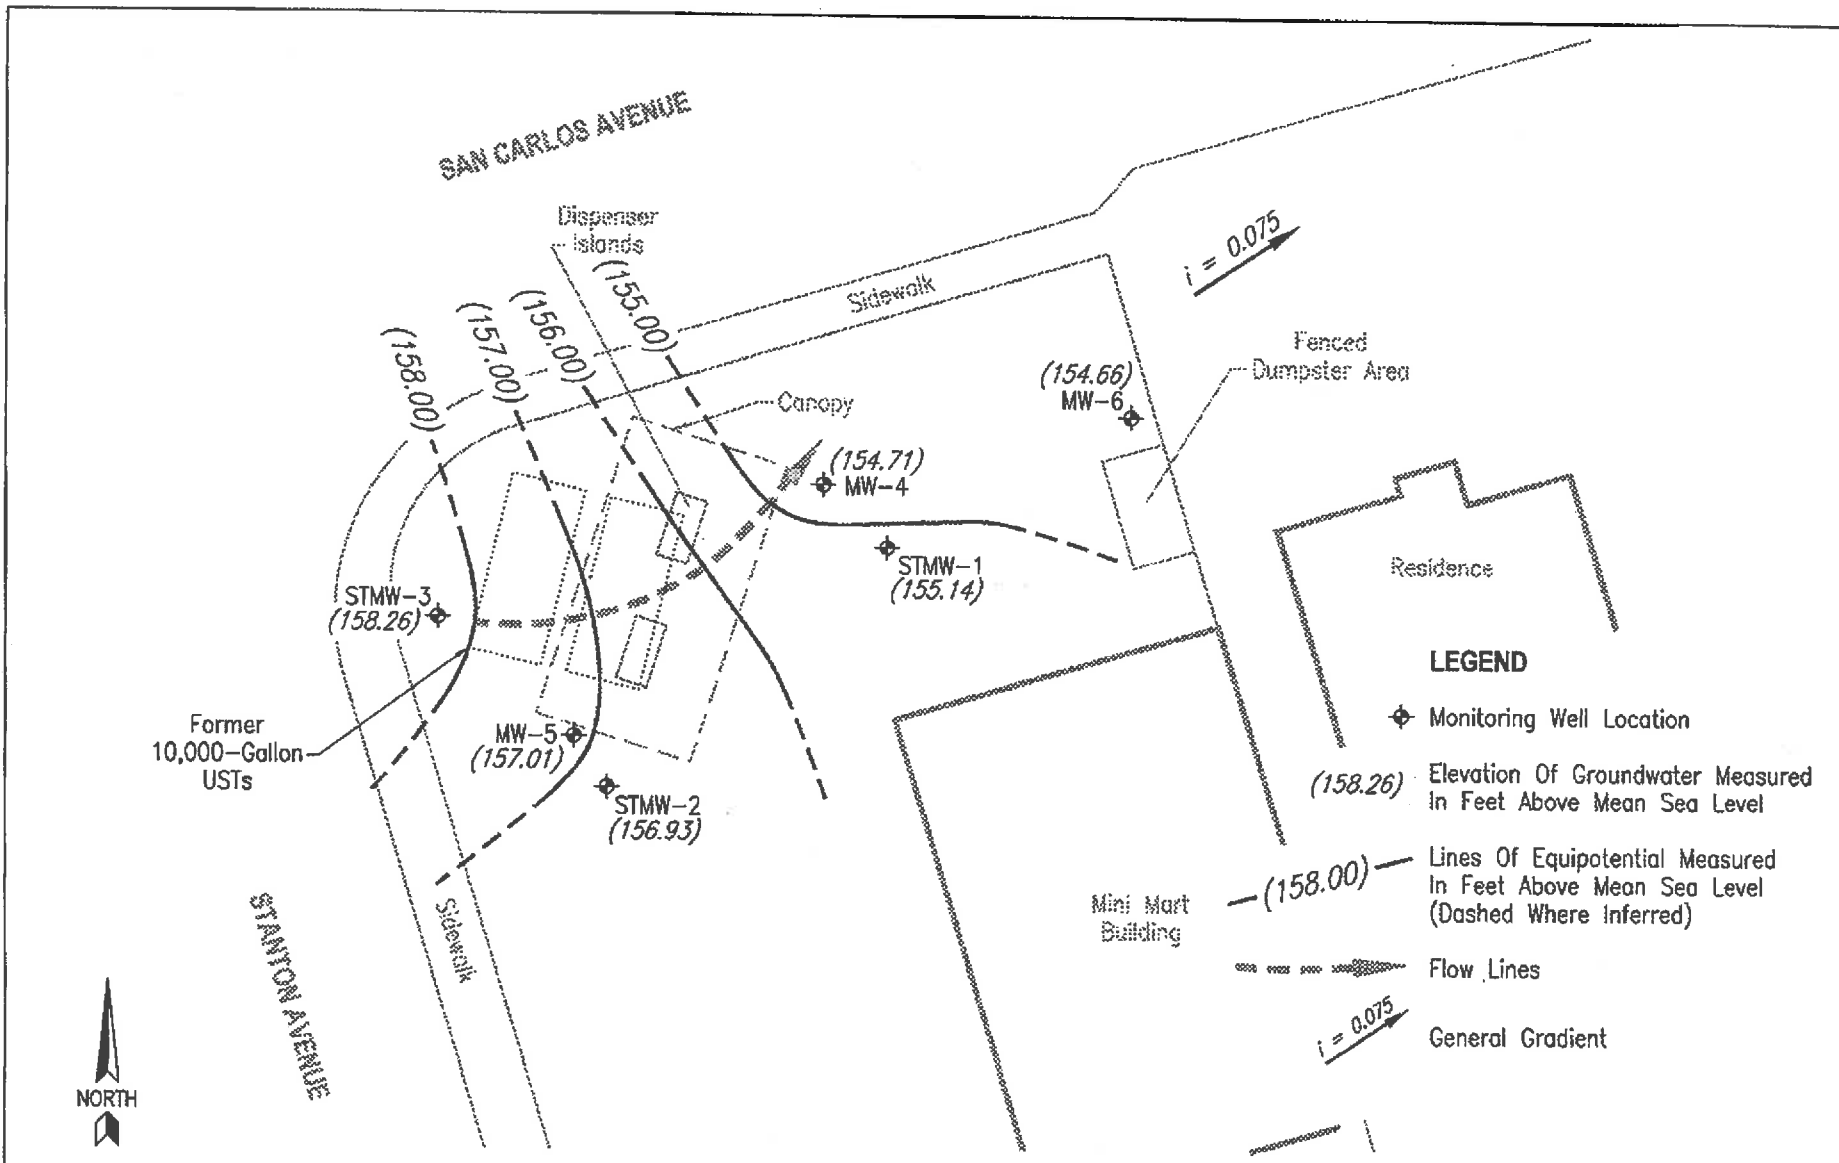 SAN CARLOS AVENUE
Dispenser
Islands
(155.00)
(156.00)
(157.00)
(158.00)
Sidewalk
i = 0.075
Fenced
Dumpster Area
(154.66)
MW-6
Canopy
(154.71)
MW-4
STMW-1
(155.14)
Residence
STMW-3
(158.26)
Former
10,000-Gallon
USTs
MW-5
(157.01)
STMW-2
(156.93)
STANTON AVENUE
Sidewalk
Mini Mart
Building
NORTH
LEGEND
Monitoring Well Location
(158.26)
Elevation Of Groundwater Measured
In Feet Above Mean Sea Level
(158.00)
Lines Of Equipotential Measured
In Feet Above Mean Sea Level
(Dashed Where Inferred)
Flow Lines
i = 0.075
General Gradient